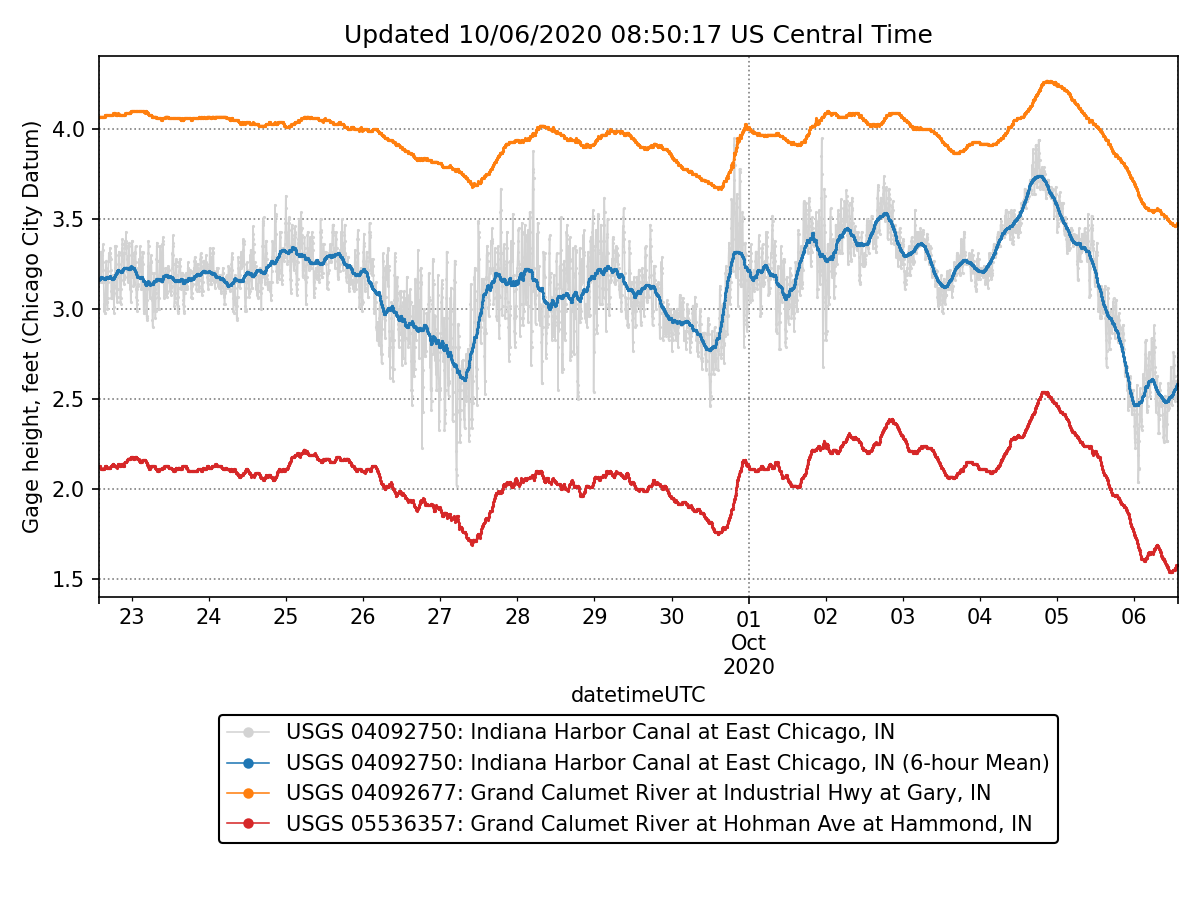 Updated 10/06/2020 08:50:17 US Central Time
Gage height, feet (Chicago City Datum)
4.0
3.5
3.0
2.5
2.0
1.5
23 24 25 26 27 28 29 30 01 02 03 04 05 06
Oct
2020
datetimeUTC
USGS 04092750: Indiana Harbor Canal at East Chicago, IN
USGS 04092750: Indiana Harbor Canal at East Chicago, IN (6-hour Mean)
USGS 04092677: Grand Calumet River at Industrial Hwy at Gary, IN
USGS 05536357: Grand Calumet River at Hohman Ave at Hammond, IN